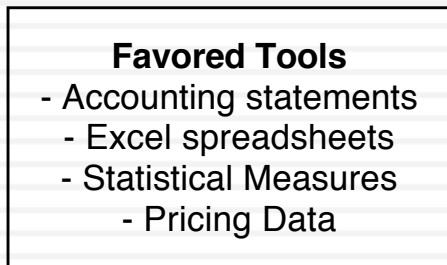 Favored Tools
- Accounting statements
- Excel spreadsheets
- Statistical Measures
- Pricing Data